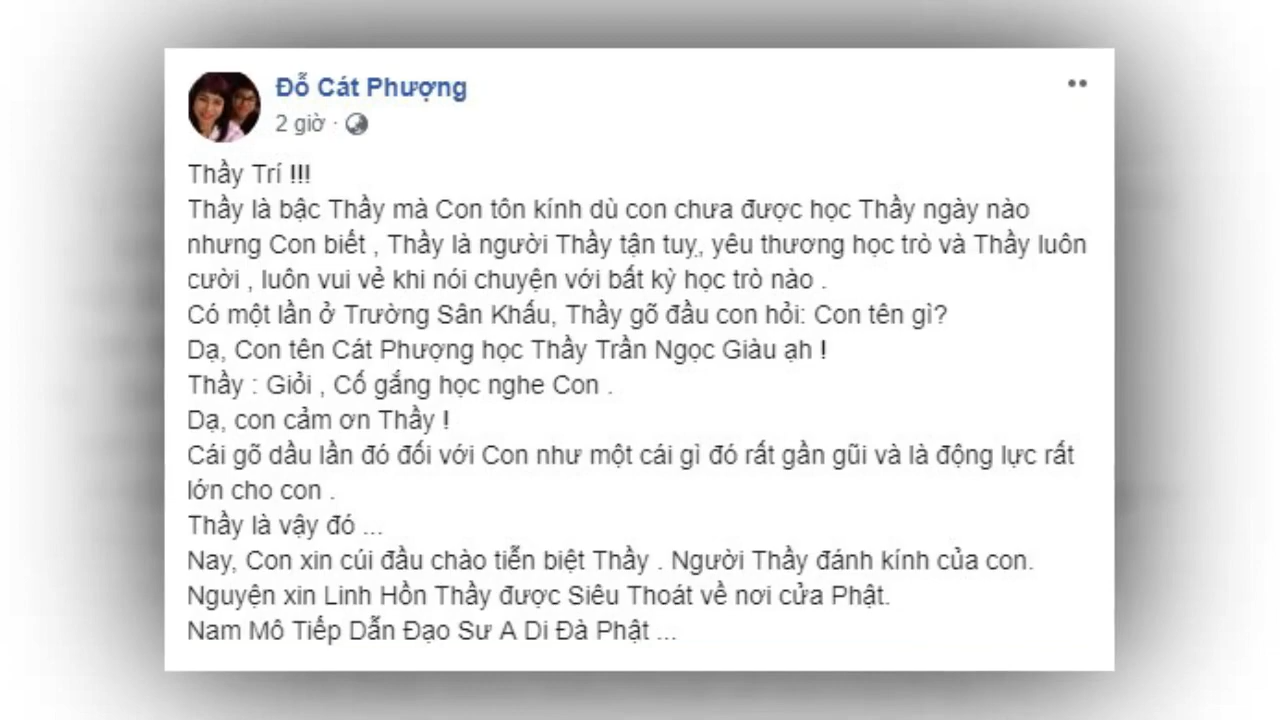 Đỗ Cát Phượng
2 giờ ·
Thầy Trí !!!
Thầy là bậc Thầy mà Con tôn kính dù con chưa được học Thầy ngày nào
nhưng Con biết , Thầy là người Thầy tận tuỵ, yêu thương học trò và Thầy luôn
cười , luôn vui vẻ khi nói chuyện với bất kỳ học trò nào .
Có một lần ở Trường Sân Khấu, Thầy gõ đầu con hỏi: Con tên gì?
Dạ, Con tên Cát Phượng học Thầy Trần Ngọc Giàu ạh !
Thầy : Giỏi , Cố gắng học nghe Con .
Dạ, con cảm ơn Thầy !
Cái gõ dầu lần đó đối với Con như một cái gì đó rất gần gũi và là động lực rất
lớn cho con .
Thầy là vậy đó ...
Nay, Con xin cúi đầu chào tiễn biệt Thầy . Người Thầy đánh kính của con.
Nguyện xin Linh Hồn Thầy được Siêu Thoát về nơi cửa Phật.
Nam Mô Tiếp Dẫn Đạo Sư A Di Đà Phật ...